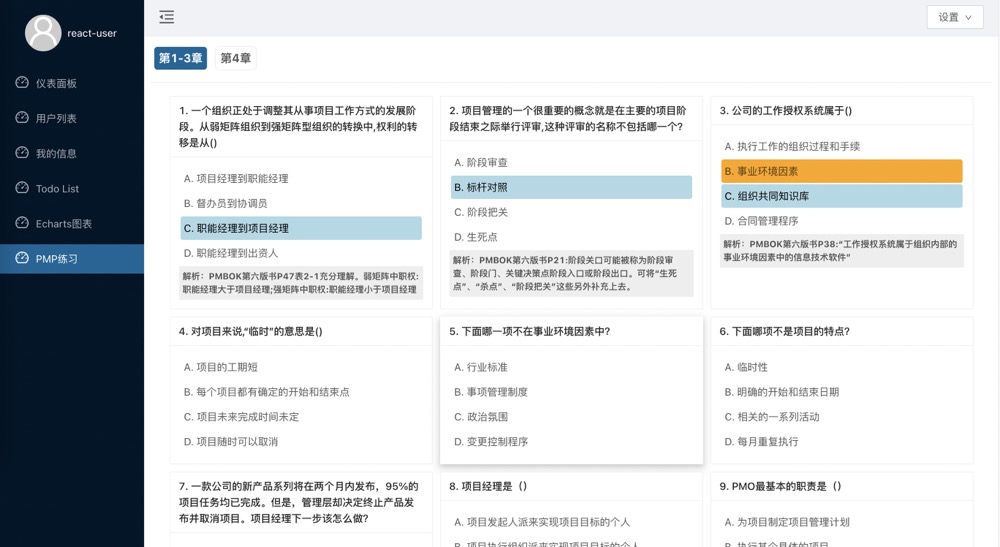 react-user
设置
仪表面板
用户列表
我的信息
Todo List
Echarts图表
PMP练习
第1-3章
第4章
1. 一个组织正处于调整其从事项目工作方式的发展阶
段。从弱矩阵组织到强矩阵型组织的转换中,权利的转
移是从()
A. 项目经理到职能经理
B. 督办员到协调员
C. 职能经理到项目经理
D. 职能经理到出资人
解析：PMBOK第六版书P47表2-1充分理解。弱矩阵中职权:
职能经理大于项目经理;强矩阵中职权:职能经理小于项目经理
2. 项目管理的一个很重要的概念就是在主要的项目阶
段结束之际举行评审,这种评审的名称不包括哪一个?
A. 阶段审查
B. 标杆对照
C. 阶段把关
D. 生死点
解析：PMBOK第六版书P21:阶段关口可能被称为阶段审
查、阶段门、关键决策点阶段入口或阶段出口。可将“生死
点”、“杀点”、“阶段把关”这些另外补充上去。
3. 公司的工作授权系统属于()
A. 执行工作的组织过程和手续
B. 事业环境因素
C. 组织共同知识库
D. 合同管理程序
解析：PMBOK第六版书P38:“工作授权系统属于组织内部的
事业环境因素中的信息技术软件”
4. 对项目来说,“临时”的意思是()
A. 项目的工期短
B. 每个项目都有确定的开始和结束点
C. 项目未来完成时间未定
D. 项目随时可以取消
5. 下面哪一项不在事业环境因素中?
A. 行业标准
B. 事项管理制度
C. 政治氛围
D. 变更控制程序
6. 下面哪项不是项目的特点?
A. 临时性
B. 明确的开始和结束日期
C. 相关的一系列活动
D. 每月重复执行
7. 一款公司的新产品系列将在两个月内发布，95%的
项目任务均已完成。但是，管理层却决定终止产品发
布并取消项目。项目经理下一步该怎么做?
8. 项目经理是（）
A. 项目发起人派来实现项目目标的个人
B. 项目执行组织派来实现项目目标的个人
9. PMO最基本的职责是（）
A. 为项目制定项目管理计划
B. 执行某个具体的项目